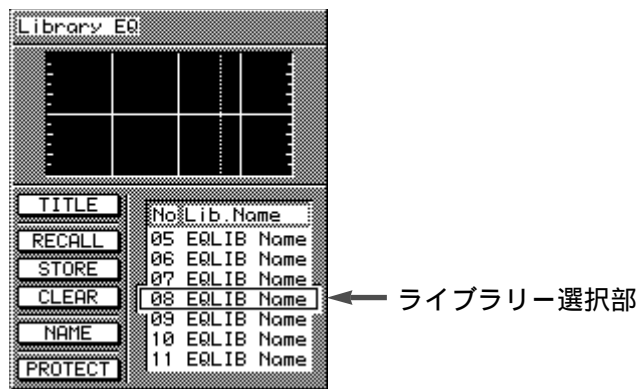 Library EQ
TITLE
RECALL
STORE
CLEAR
NAME
PROTECT
No Lib.Name
05 EQLIB Name
06 EQLIB Name
07 EQLIB Name
08 EQLIB Name
09 EQLIB Name
10 EQLIB Name
11 EQLIB Name
ライブラリー選択部